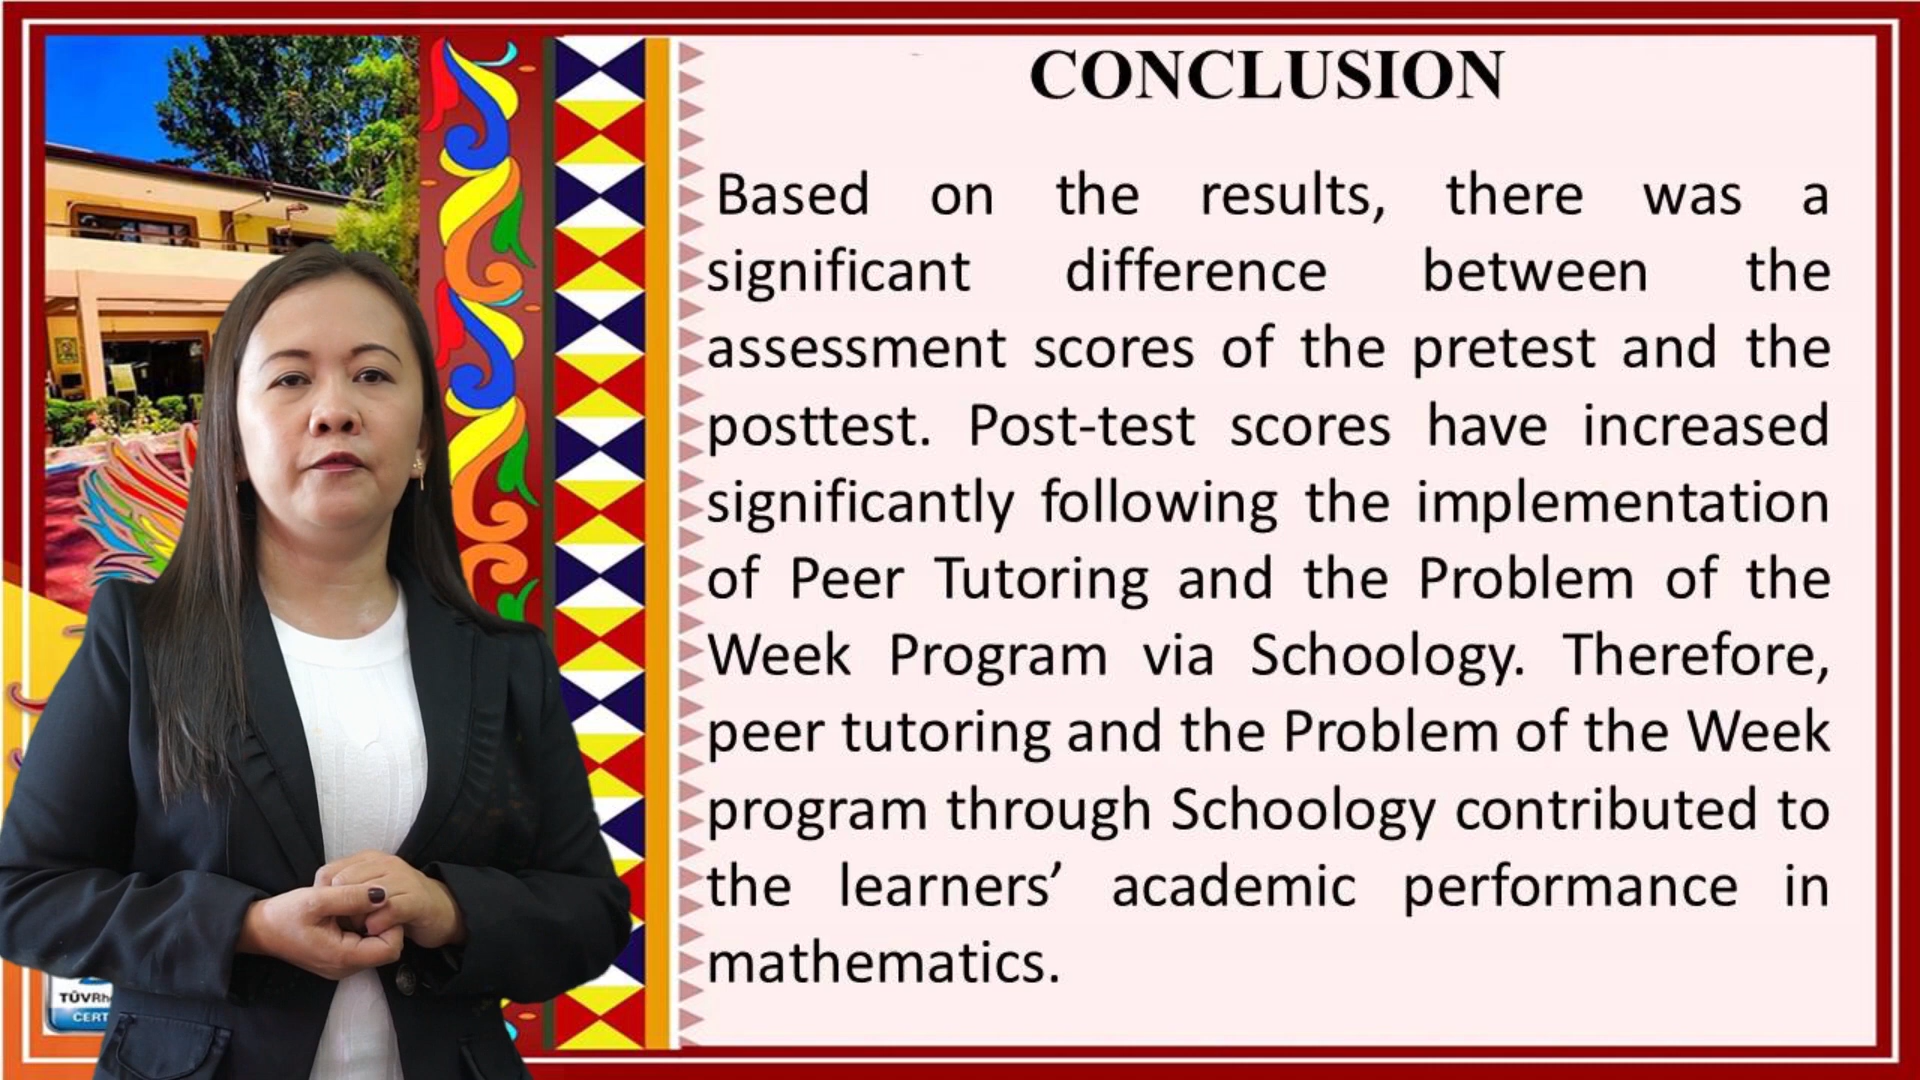 CONCLUSION
Based on the results, there was a
significant difference between the
assessment scores of the pretest and the
posttest. Post-test scores have increased
significantly following the implementation
of Peer Tutoring and the Problem of the
Week Program via Schoology. Therefore,
peer tutoring and the Problem of the Week
program through Schoology contributed to
the learners’ academic performance in
mathematics.
TÜVRh
CERT